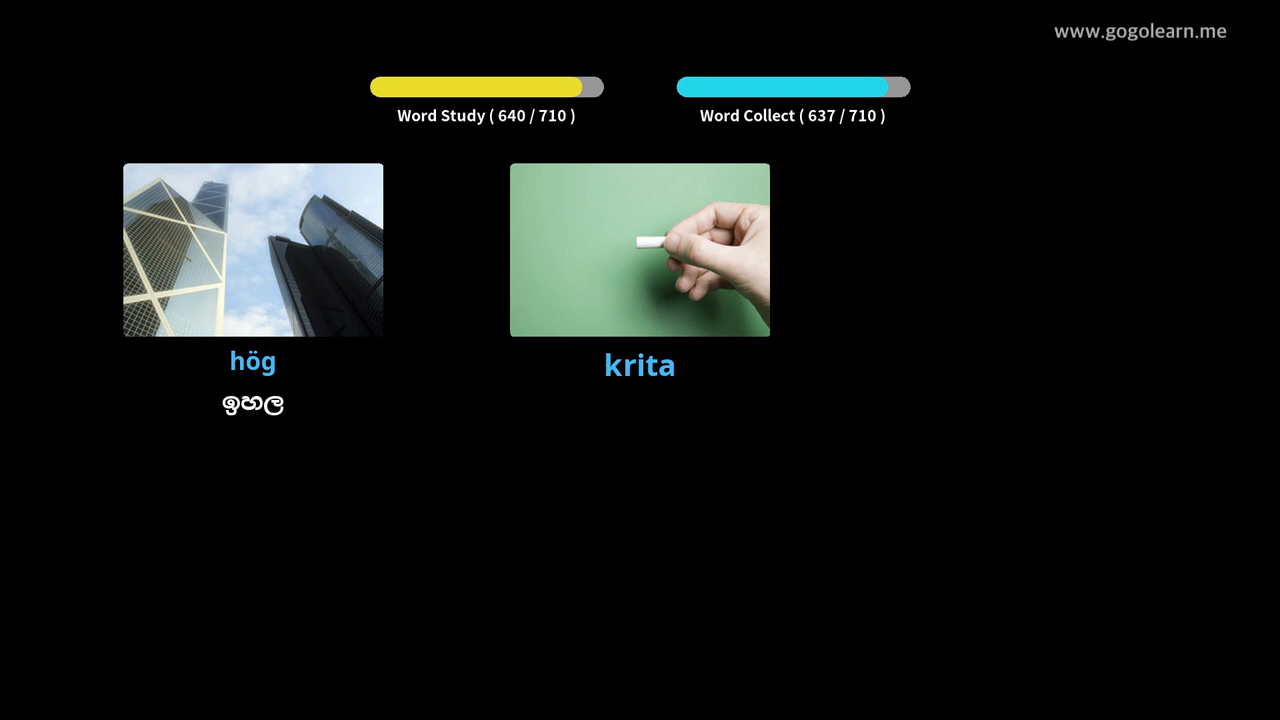 www.gogolearn.me
Word Study ( 640 / 710 )
Word Collect ( 637 / 710 )
hög
ඉහල
krita